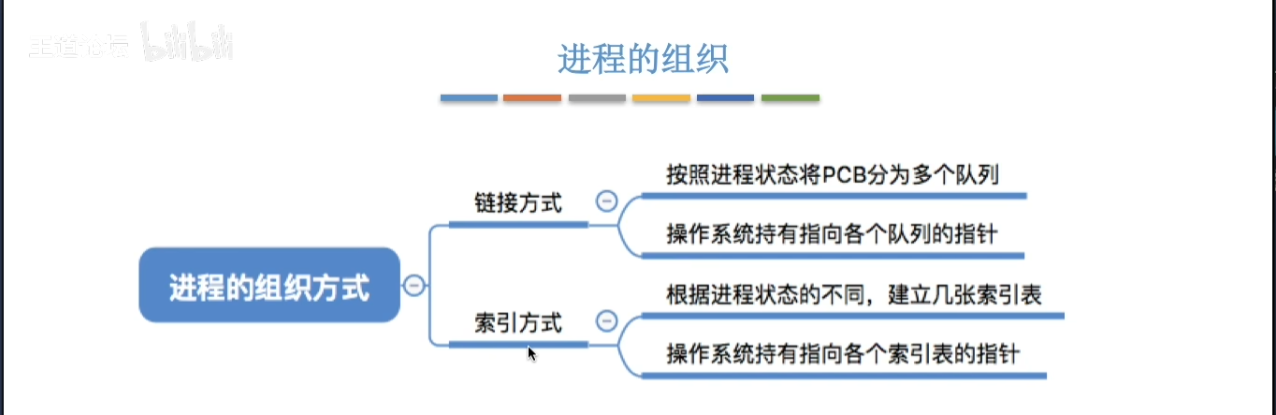 王道论坛 bilibili
进程的组织
进程的组织方式
链接方式
按照进程状态将PCB分为多个队列
操作系统持有指向各个队列的指针
索引方式
根据进程状态的不同，建立几张索引表
操作系统持有指向各个索引表的指针